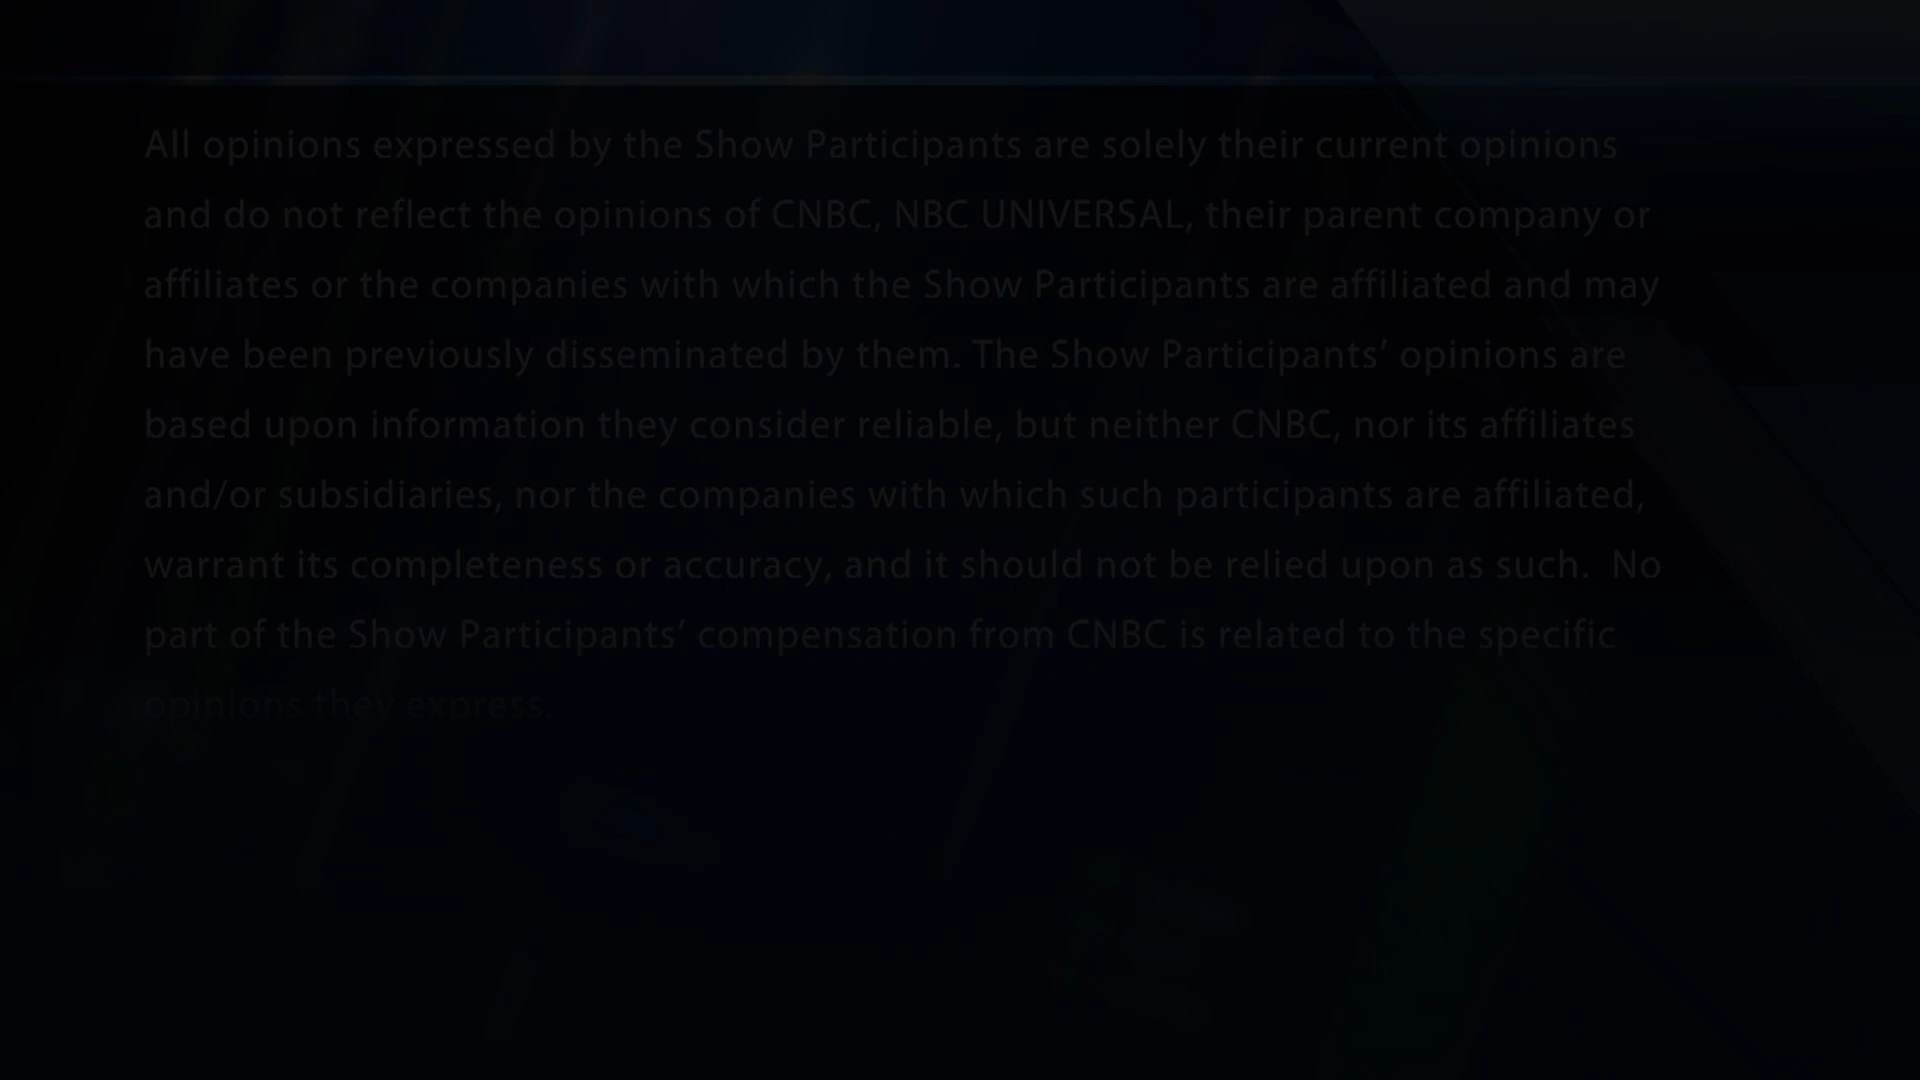 All opinions expressed by the Show Participants are solely their current opinions
and do not reflect the opinions of CNBC, NBC UNIVERSAL, their parent company or
affiliates or the companies with which the Show Participants are affiliated and may
have been previously disseminated by them. The Show Participants’ opinions are
based upon information they consider reliable, but neither CNBC, nor its affiliates
and/or subsidiaries, nor the companies with which such participants are affiliated,
warrant its completeness or accuracy, and it should not be relied upon as such.  No
part of the Show Participants’ compensation from CNBC is related to the specific
opinions they express.